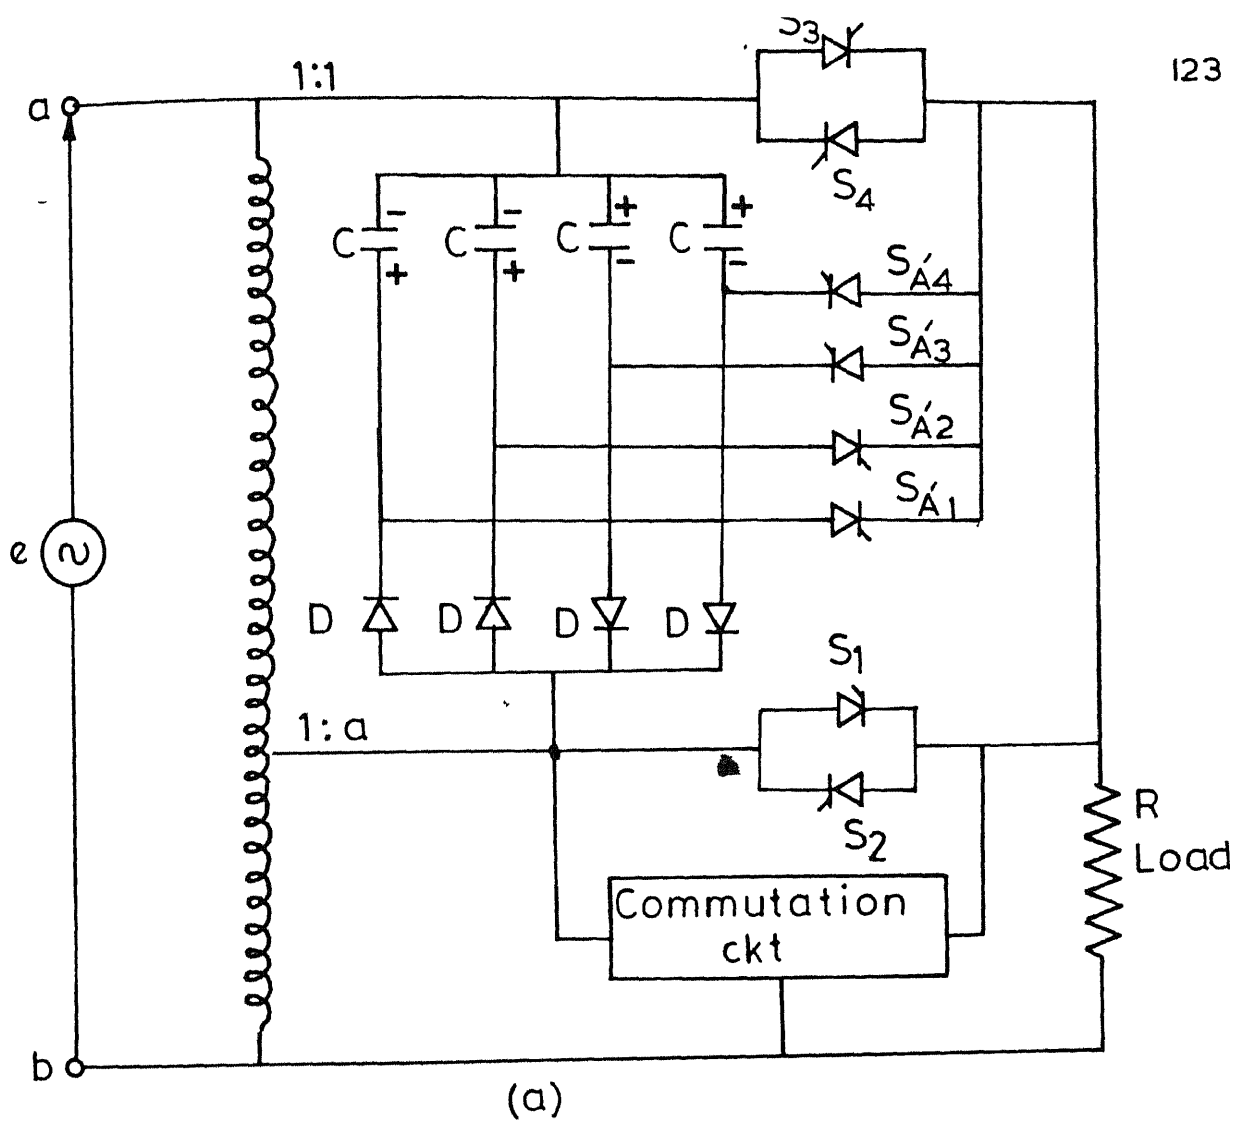 S3
123
1:1
a
S4
- - + +
C C C C
+ + - -
S'A4
S'A3
S'A2
S'A1
e
D D D D
S1
1:a
S2
R
Load
Commutation
ckt
b
(a)